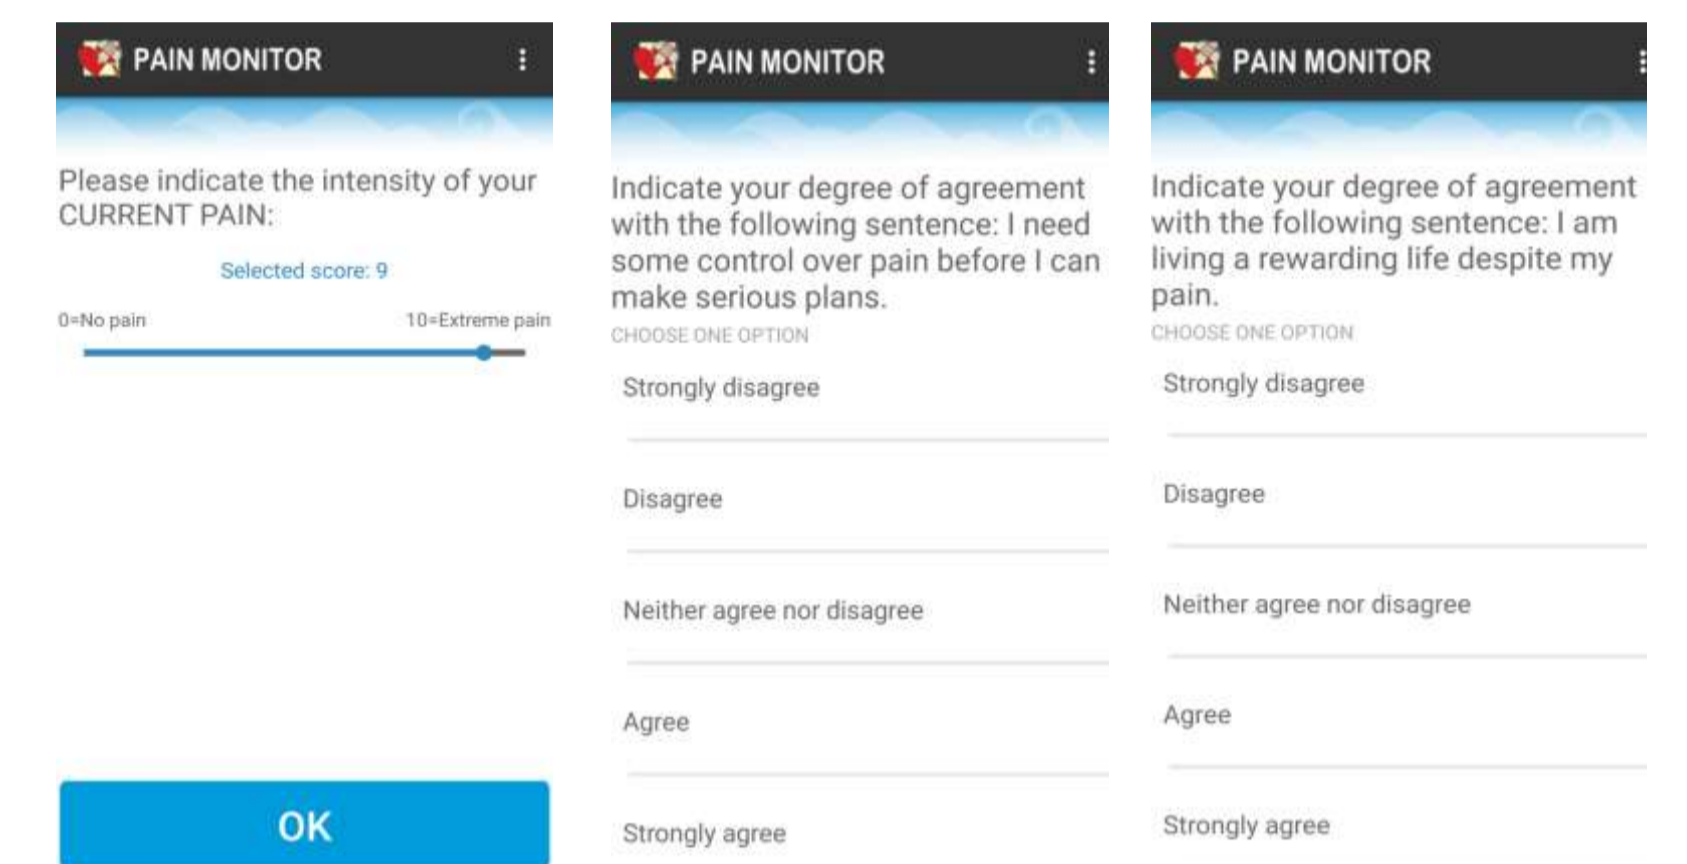 PAIN MONITOR
Please indicate the intensity of your
CURRENT PAIN:
Selected score: 9
0=No pain
10=Extreme pain
OK
PAIN MONITOR
Indicate your degree of agreement
with the following sentence: I need
some control over pain before I can
make serious plans.
CHOOSE ONE OPTION
Strongly disagree
Disagree
Neither agree nor disagree
Agree
Strongly agree
PAIN MONITOR
Indicate your degree of agreement
with the following sentence: I am
living a rewarding life despite my
pain.
CHOOSE ONE OPTION
Strongly disagree
Disagree
Neither agree nor disagree
Agree
Strongly agree